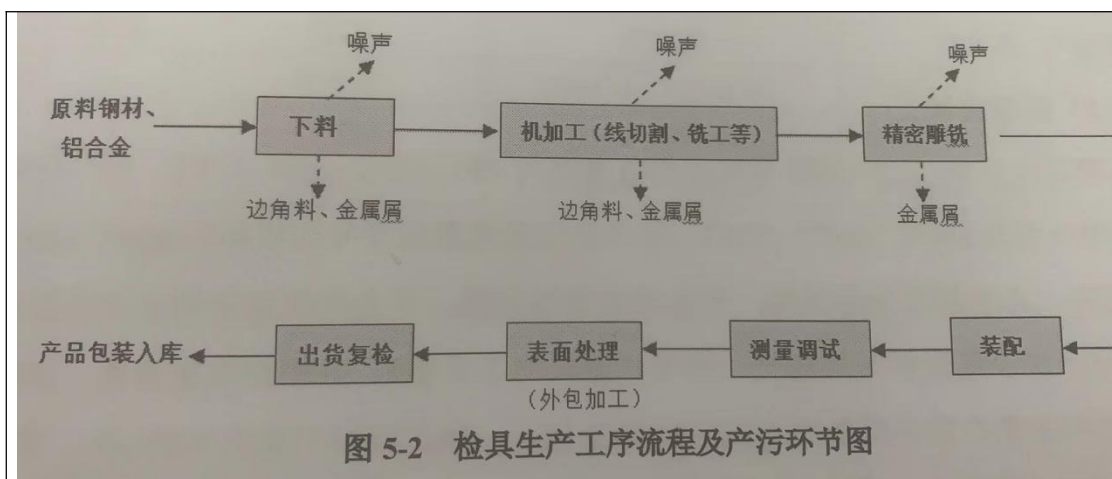 噪声
噪声
噪声
原料钢材、
铝合金
下料
机加工（线切割、铣工等）
精密雕铣
边角料、金属屑
边角料、金属屑
金属屑
产品包装入库
出货复检
表面处理
测量调试
装配
（外包加工）
图 5-2 检具生产工序流程及产污环节图